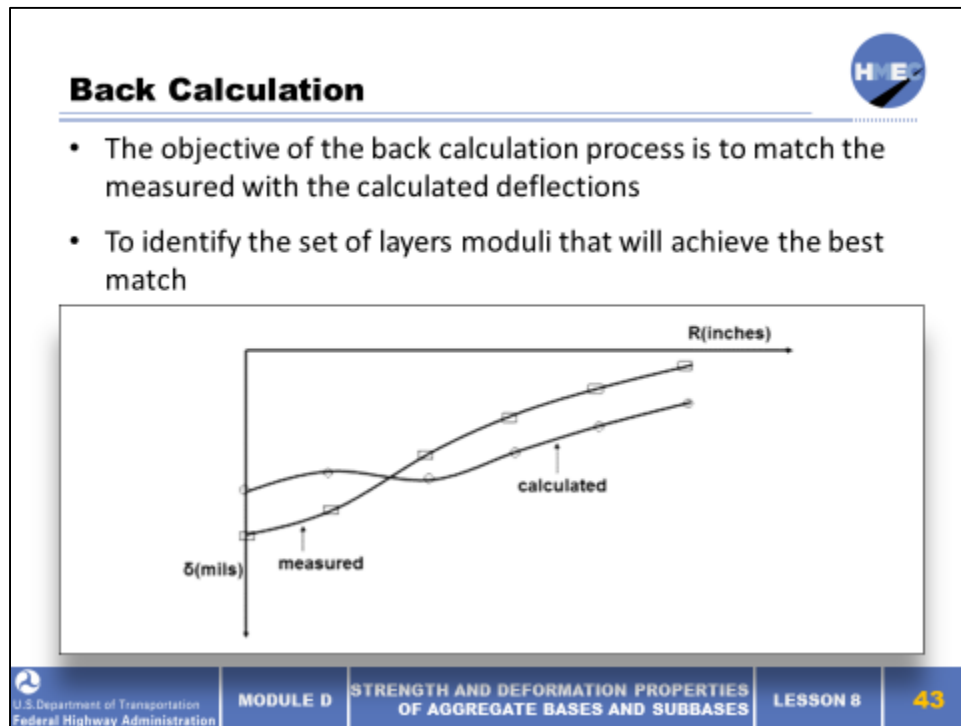 HMEC
Back Calculation
• The objective of the back calculation process is to match the
measured with the calculated deflections
• To identify the set of layers moduli that will achieve the best
match
R(inches)
calculated
measured
δ(mils)
U.S.Department of Transportation
Federal Highway Administration
MODULE D
STRENGTH AND DEFORMATION PROPERTIES
OF AGGREGATE BASES AND SUBBASES
LESSON 8
43